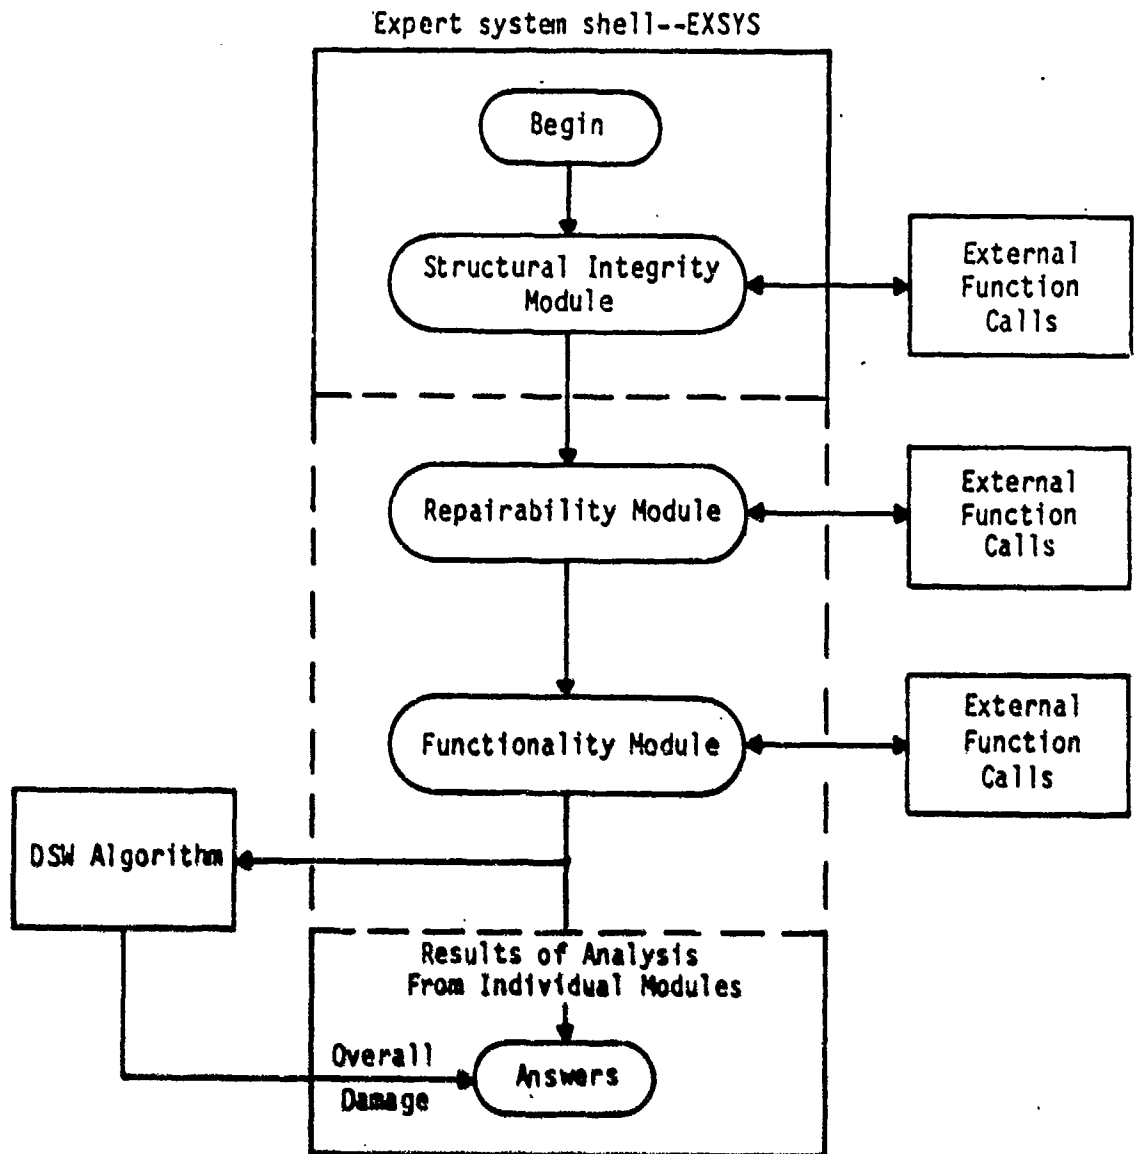 Expert system shell--EXSYS
Begin
Structural Integrity
Module
External
Function
Calls
Repairability Module
External
Function
Calls
Functionality Module
External
Function
Calls
DSW Algorithm
Results of Analysis
From Individual Modules
Overall
Damage
Answers